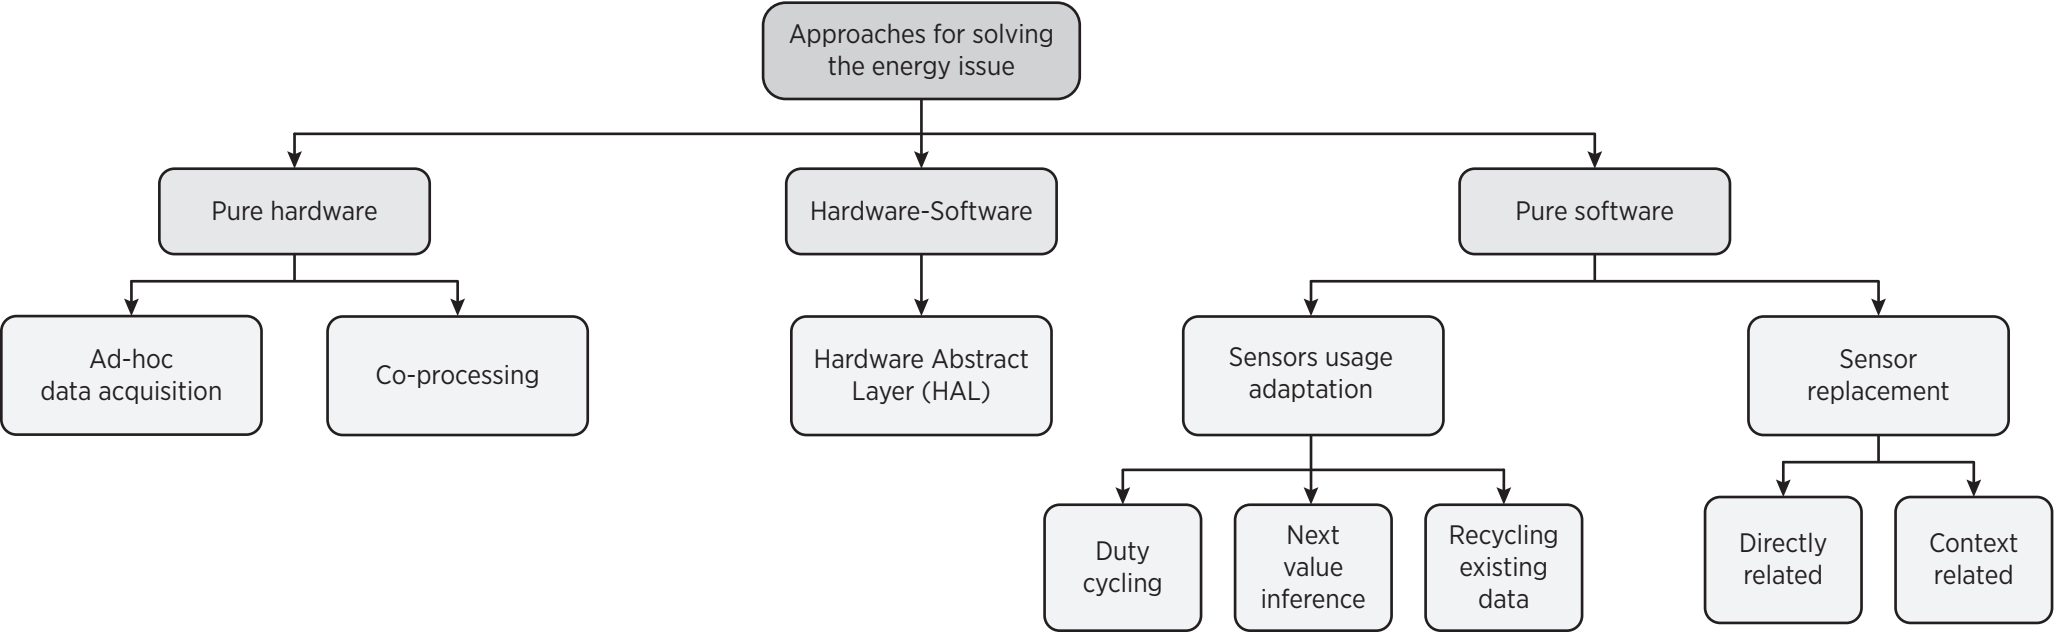 Approaches for solving
the energy issue
Pure hardware
Hardware-Software
Pure software
Ad-hoc
data acquisition
Co-processing
Hardware Abstract
Layer (HAL)
Sensors usage
adaptation
Sensor
replacement
Duty
cycling
Next
value
inference
Recycling
existing
data
Directly
related
Context
related